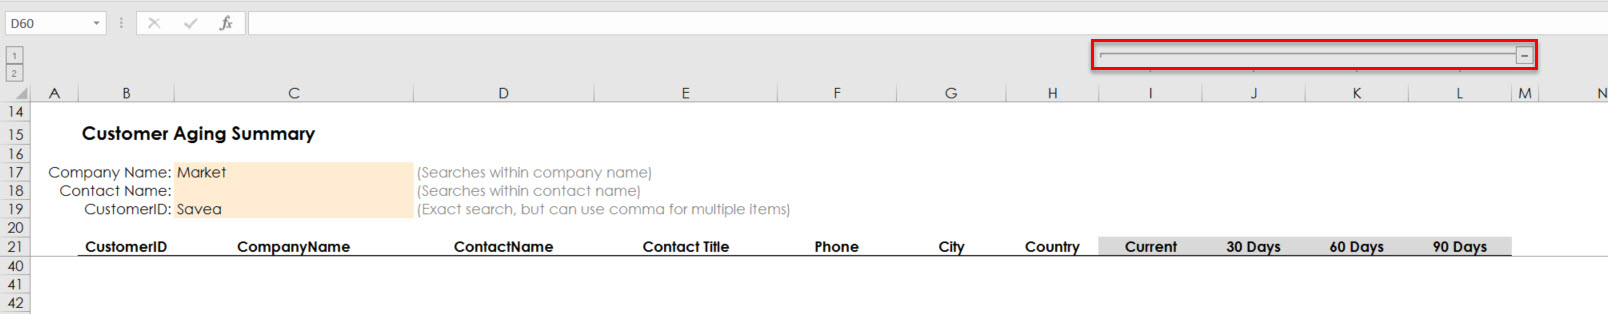 D60 fx
1
2
A B C D E F G H I J K L M N
14
15 Customer Aging Summary
16
17 Company Name: Market (Searches within company name)
18 Contact Name: (Searches within contact name)
19 CustomerID: Savea (Exact search, but can use comma for multiple items)
20
21 CustomerID CompanyName ContactName Contact Title Phone City Country Current 30 Days 60 Days 90 Days
40
41
42